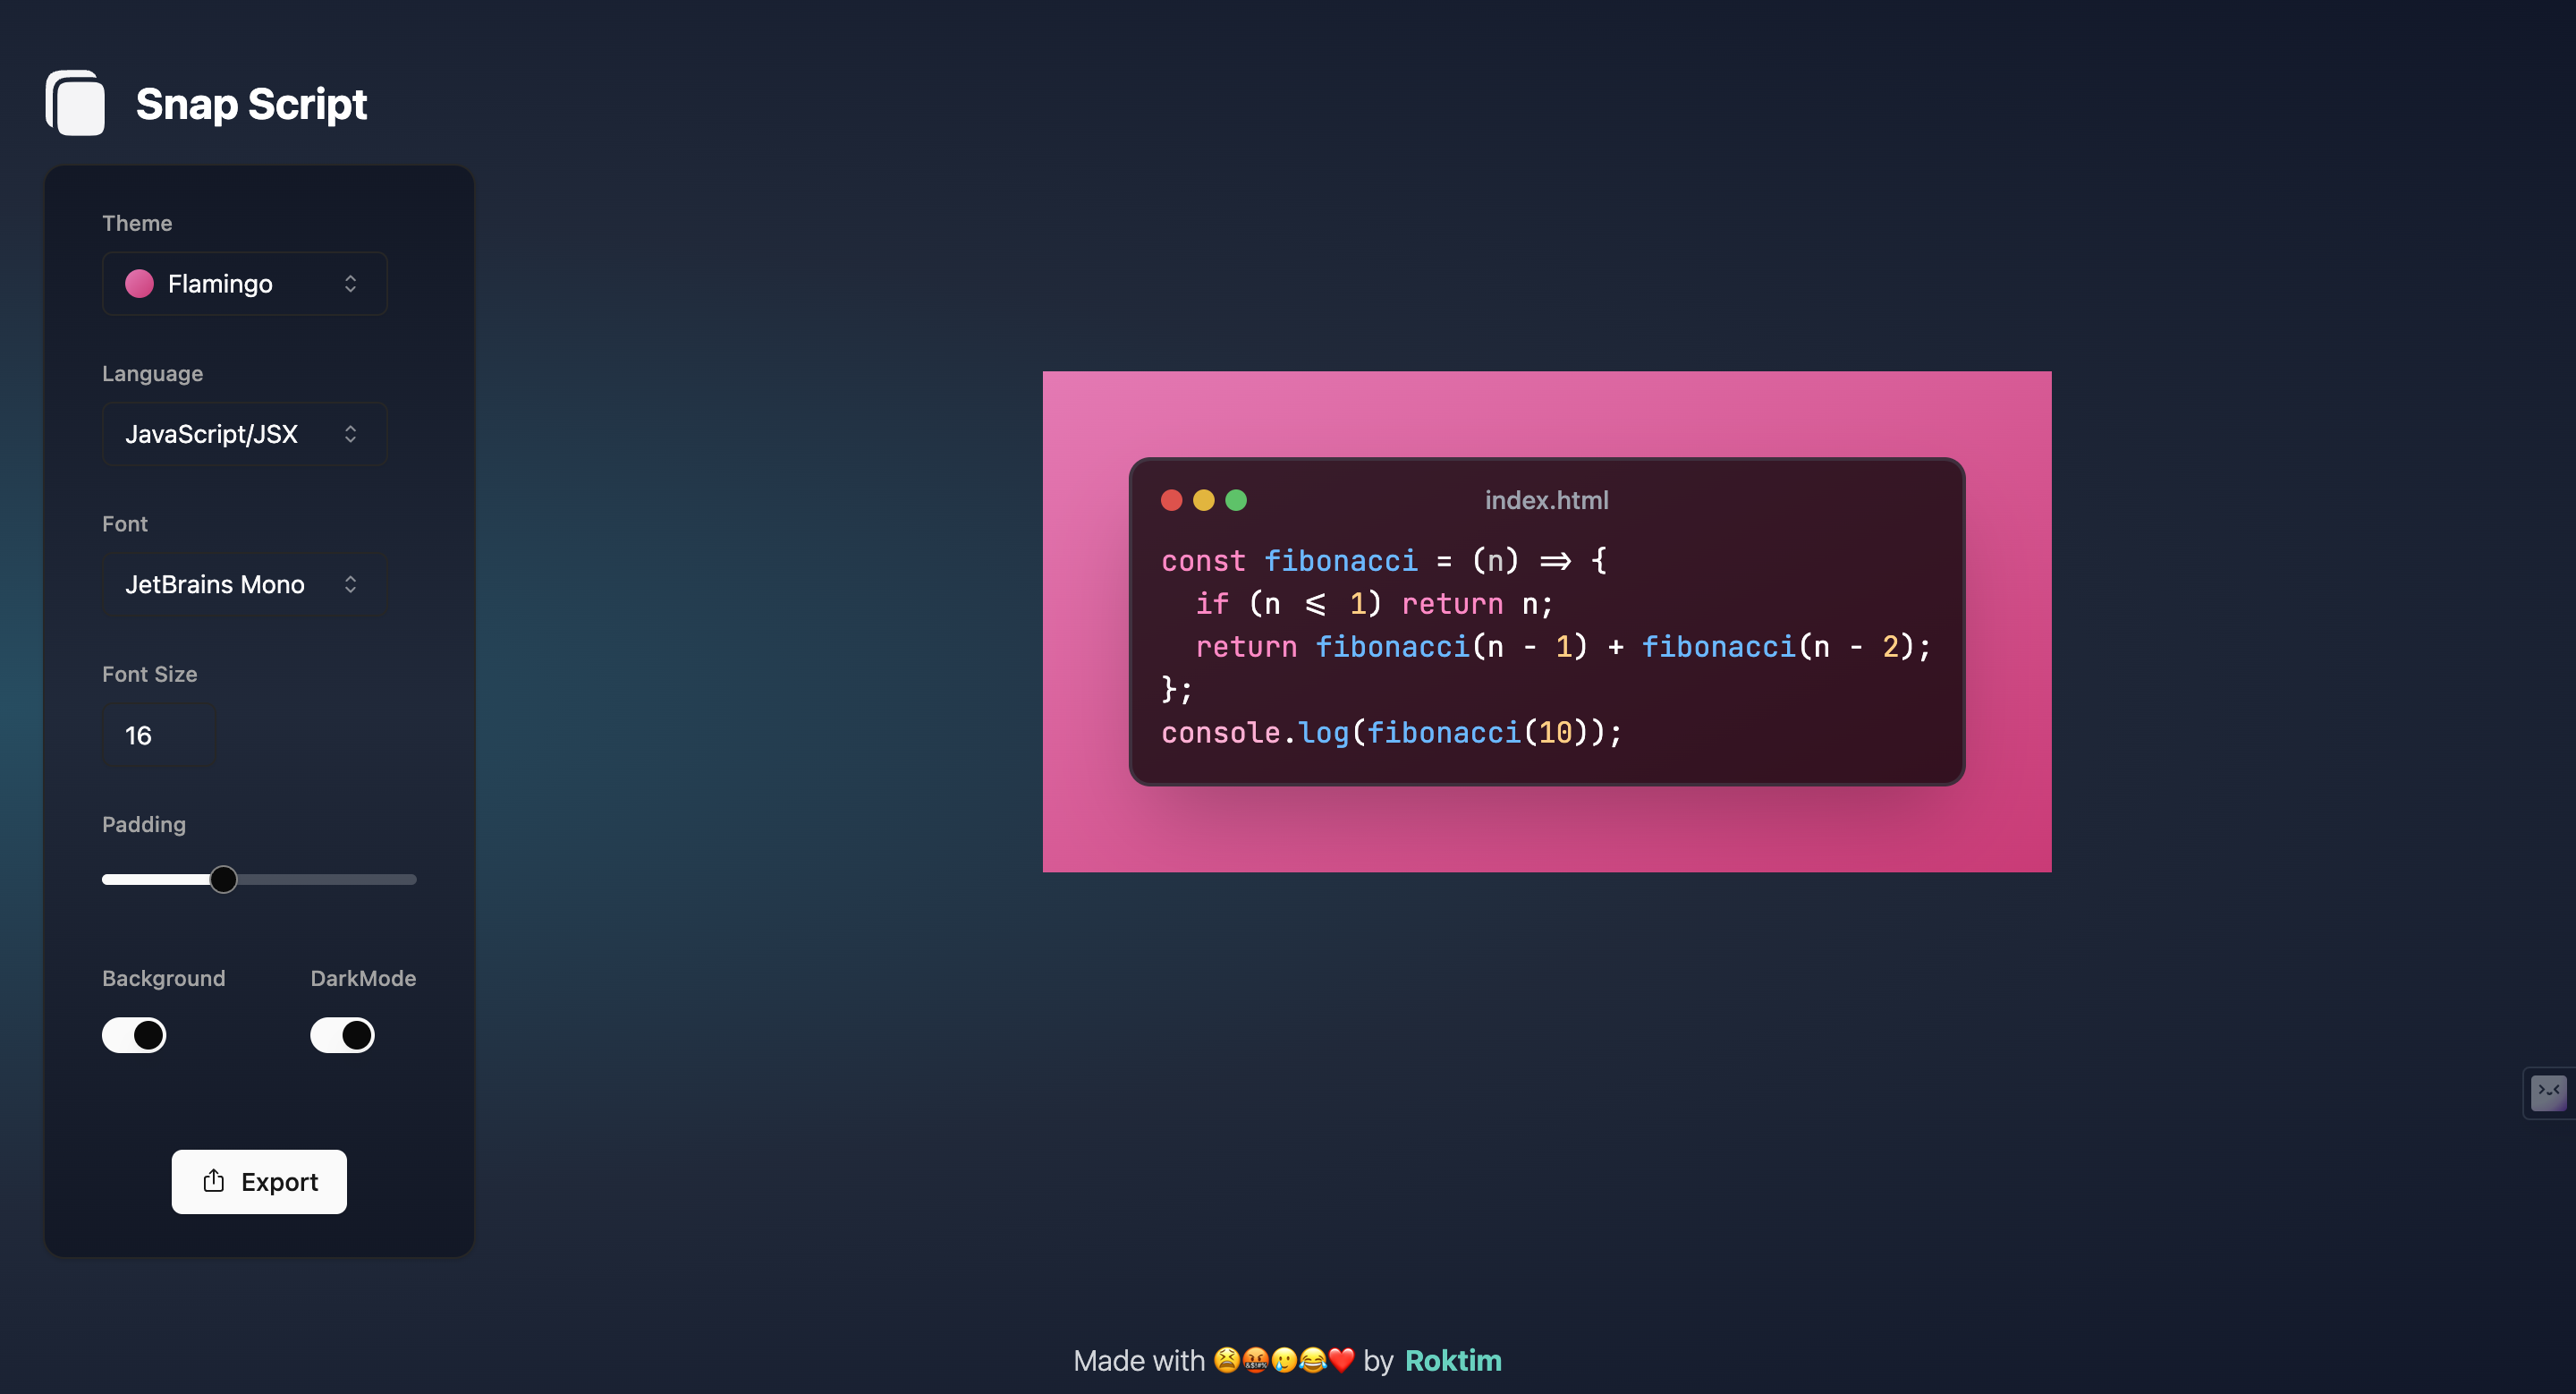 Snap Script
Theme
Flamingo
Language
JavaScript/JSX
Font
JetBrains Mono
Font Size
16
Padding
Background
DarkMode
Export
index.html
const fibonacci = (n) => {
  if (n <= 1) return n;
  return fibonacci(n - 1) + fibonacci(n - 2);
};
console.log(fibonacci(10));
Made with 😫🤬🥲😂❤️ by Roktim